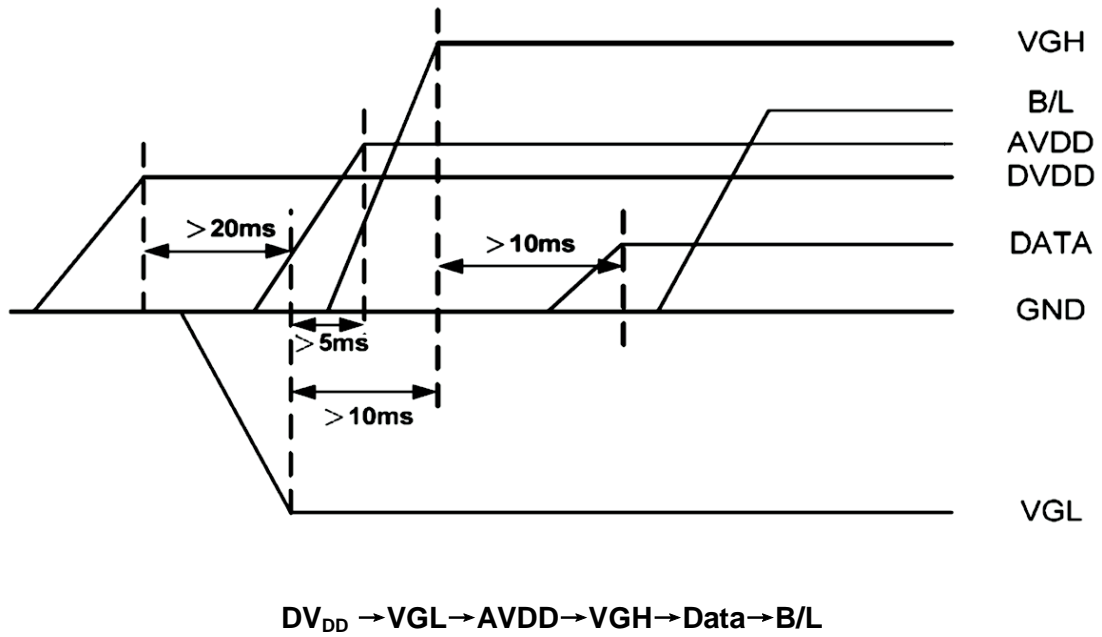 VGH
B/L
AVDD
DVDD
>20ms
>10ms
DATA
GND
>5ms
>10ms
VGL
DVDD →VGL→AVDD→VGH→Data→B/L